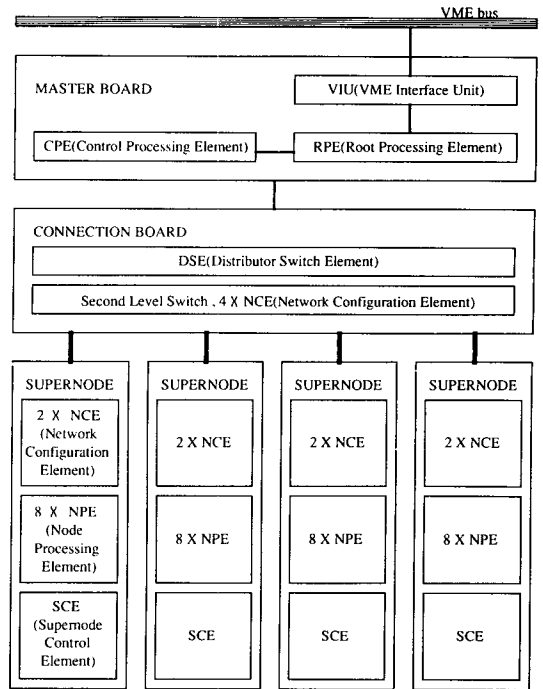 VME bus
MASTER BOARD
VIU(VME Interface Unit)
CPE(Control Processing Element)
RPE(Root Processing Element)
CONNECTION BOARD
DSE(Distributor Switch Element)
Second Level Switch , 4 X NCE(Network Configuration Element)
SUPERNODE
2 X NCE
(Network
Configuration
Element)
8 X NPE
(Node
Processing
Element)
SCE
(Supernode
Control
Element)
SUPERNODE
2 X NCE
8 X NPE
SCE
SUPERNODE
2 X NCE
8 X NPE
SCE
SUPERNODE
2 X NCE
8 X NPE
SCE